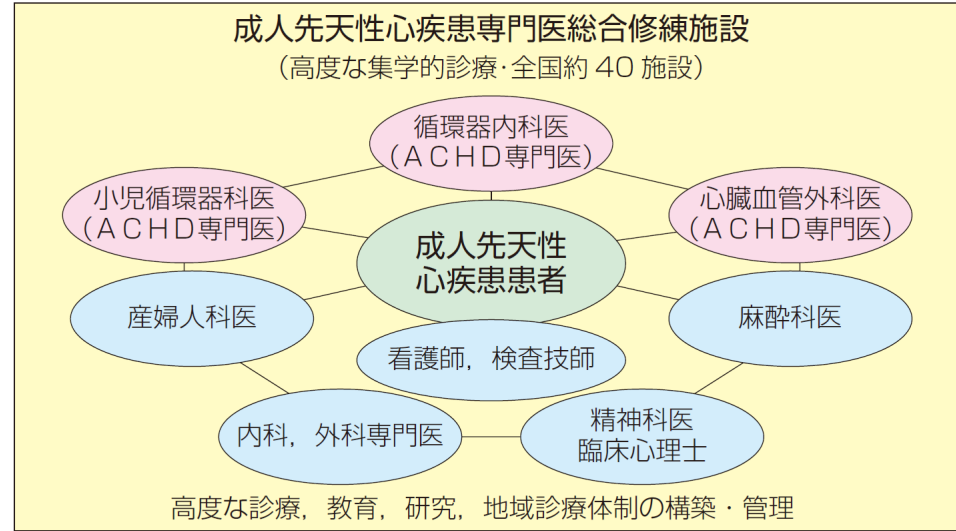 成人先天性心疾患専門医総合修練施設
（高度な集学的診療・全国約 40 施設）
循環器内科医
（ＡＣＨＤ専門医）
小児循環器科医
（ＡＣＨＤ専門医）
心臓血管外科医
（ＡＣＨＤ専門医）
成人先天性
心疾患患者
産婦人科医
麻酔科医
看護師，検査技師
内科，外科専門医
精神科医
臨床心理士
高度な診療，教育，研究，地域診療体制の構築・管理